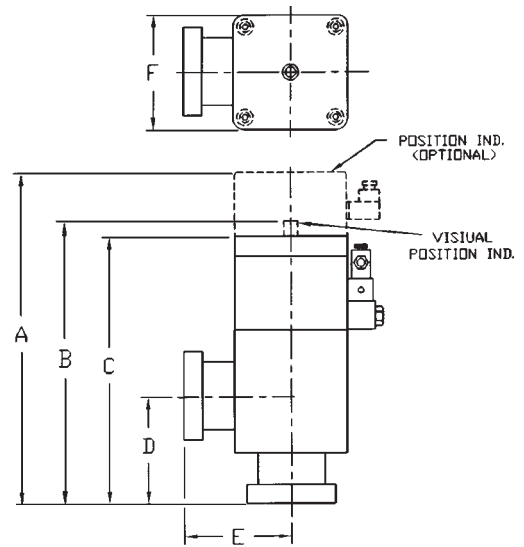 F
POSITION IND.
(OPTIONAL)
VISIUAL
POSITION IND.
A
B
C
D
E